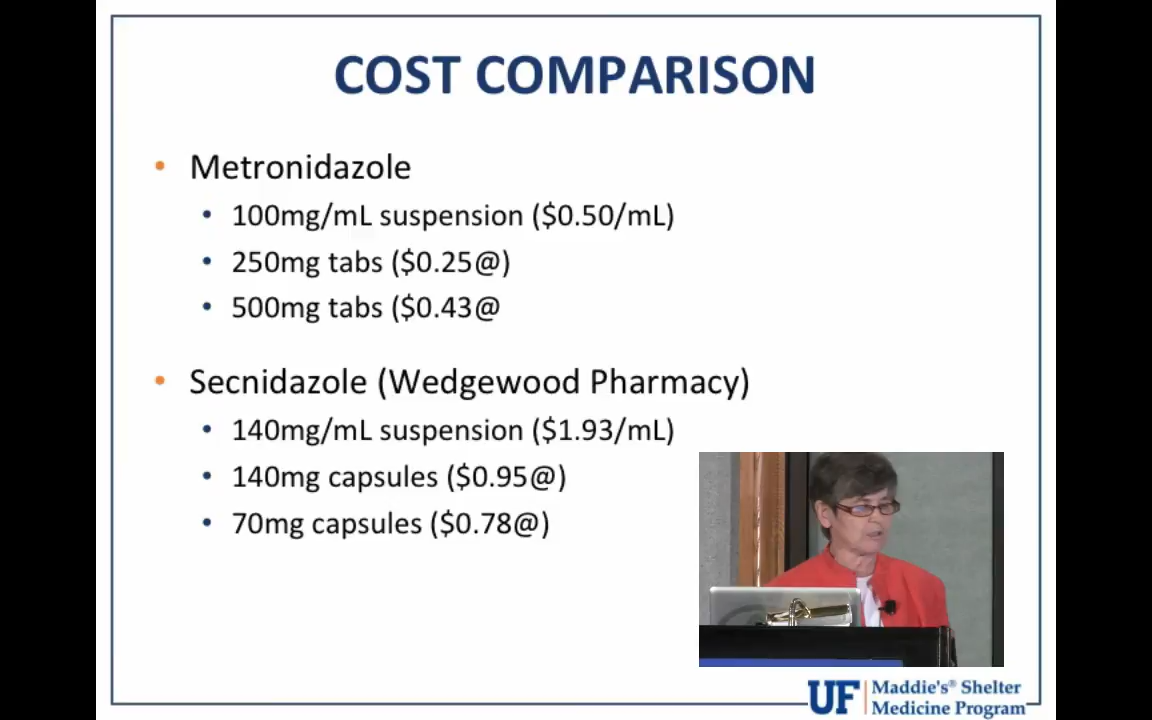 COST COMPARISON
• Metronidazole
• 100mg/mL suspension ($0.50/mL)
• 250mg tabs ($0.25@)
• 500mg tabs ($0.43@
• Secnidazole (Wedgewood Pharmacy)
• 140mg/mL suspension ($1.93/mL)
• 140mg capsules ($0.95@)
• 70mg capsules ($0.78@)
UF Maddie's® Shelter
Medicine Program